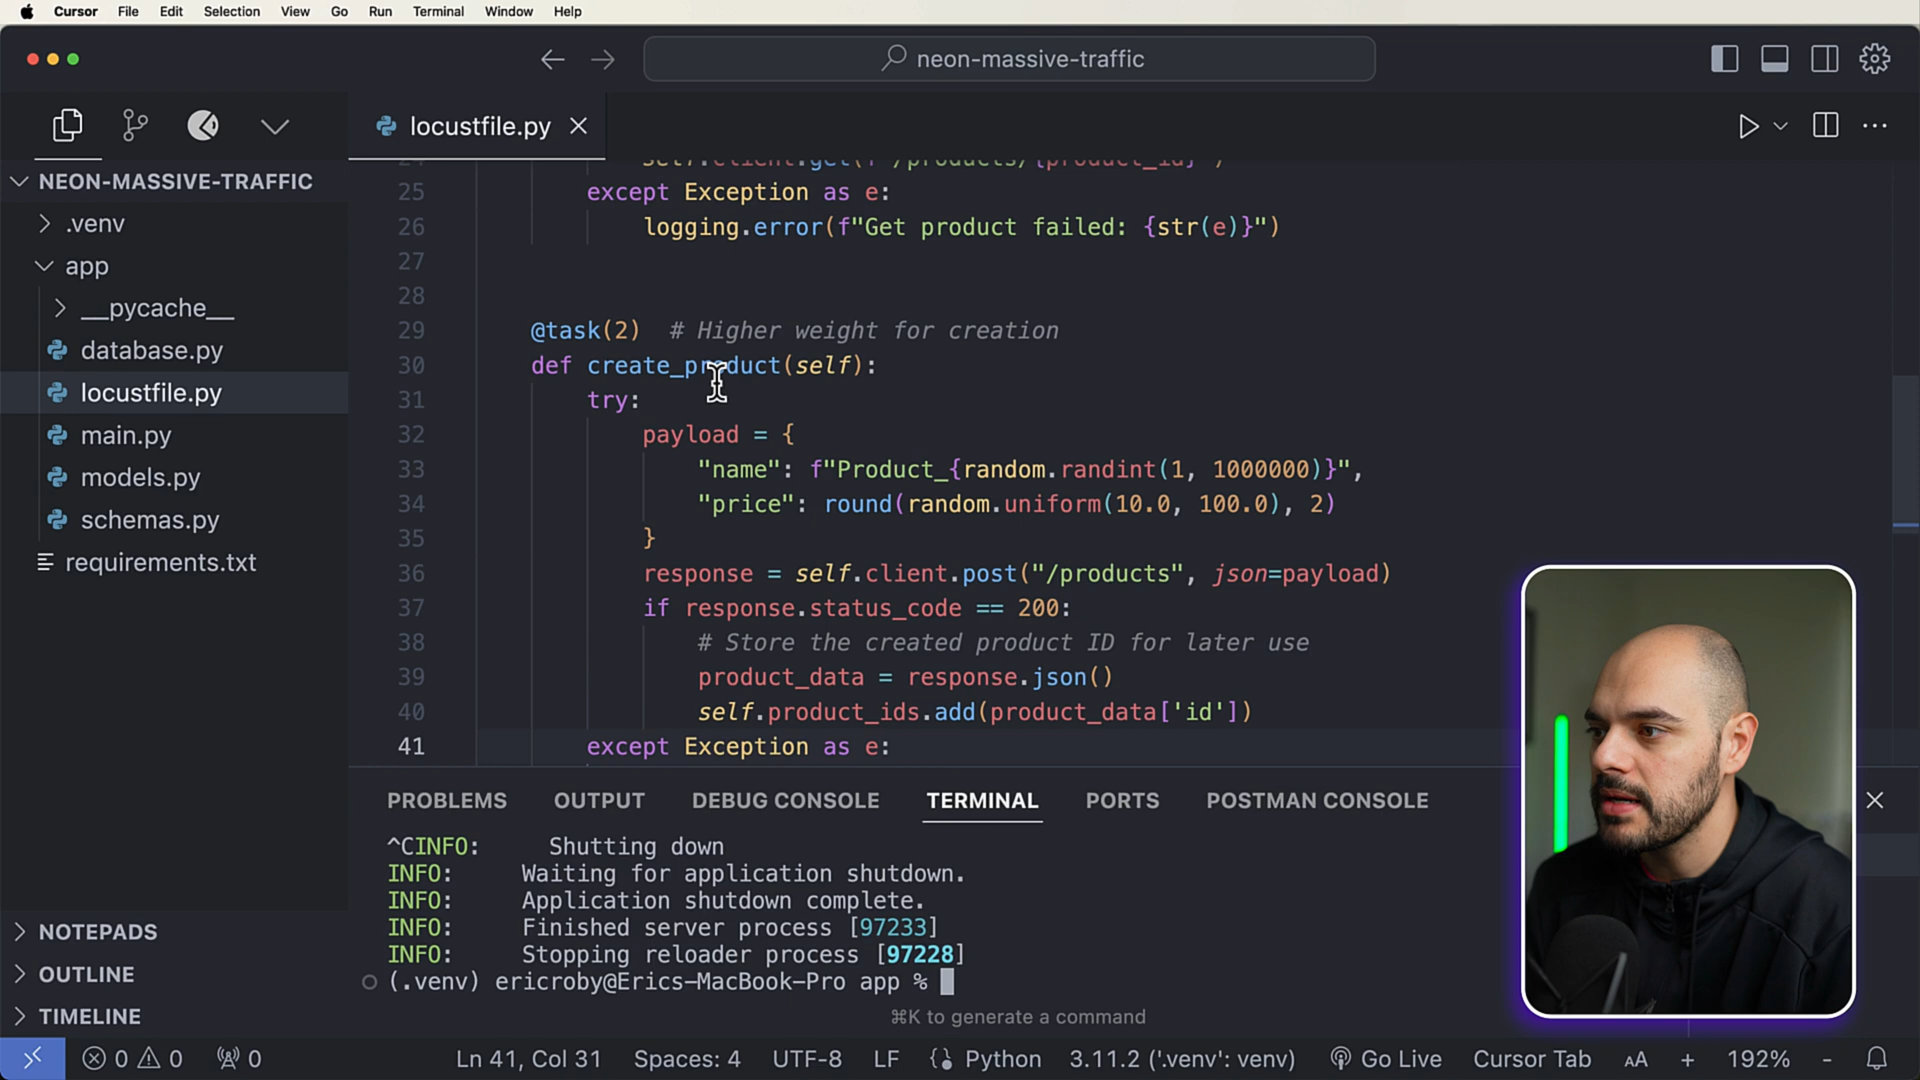 Cursor File Edit Selection View Go Run Terminal Window Help
neon-massive-traffic
locustfile.py
NEON-MASSIVE-TRAFFIC
.venv
app
__pycache__
database.py
locustfile.py
main.py
models.py
schemas.py
requirements.txt
NOTEPADS
OUTLINE
TIMELINE
24 self.client.get(f"/products/{product_id}")
25 except Exception as e:
26 logging.error(f"Get product failed: {str(e)}")
27
28
29 @task(2) # Higher weight for creation
30 def create_product(self):
31 try:
32 payload = {
33 "name": f"Product_{random.randint(1, 1000000)}",
34 "price": round(random.uniform(10.0, 100.0), 2)
35 }
36 response = self.client.post("/products", json=payload)
37 if response.status_code == 200:
38 # Store the created product ID for later use
39 product_data = response.json()
40 self.product_ids.add(product_data['id'])
41 except Exception as e:
PROBLEMS OUTPUT DEBUG CONSOLE TERMINAL PORTS POSTMAN CONSOLE
^CINFO: Shutting down
INFO: Waiting for application shutdown.
INFO: Application shutdown complete.
INFO: Finished server process [97233]
INFO: Stopping reloader process [97228]
(.venv) ericroby@Erics-MacBook-Pro app %
⌘K to generate a command
0 0 0 Ln 41, Col 31 Spaces: 4 UTF-8 LF Python 3.11.2 ('.venv': venv) Go Live Cursor Tab AA + 192% -